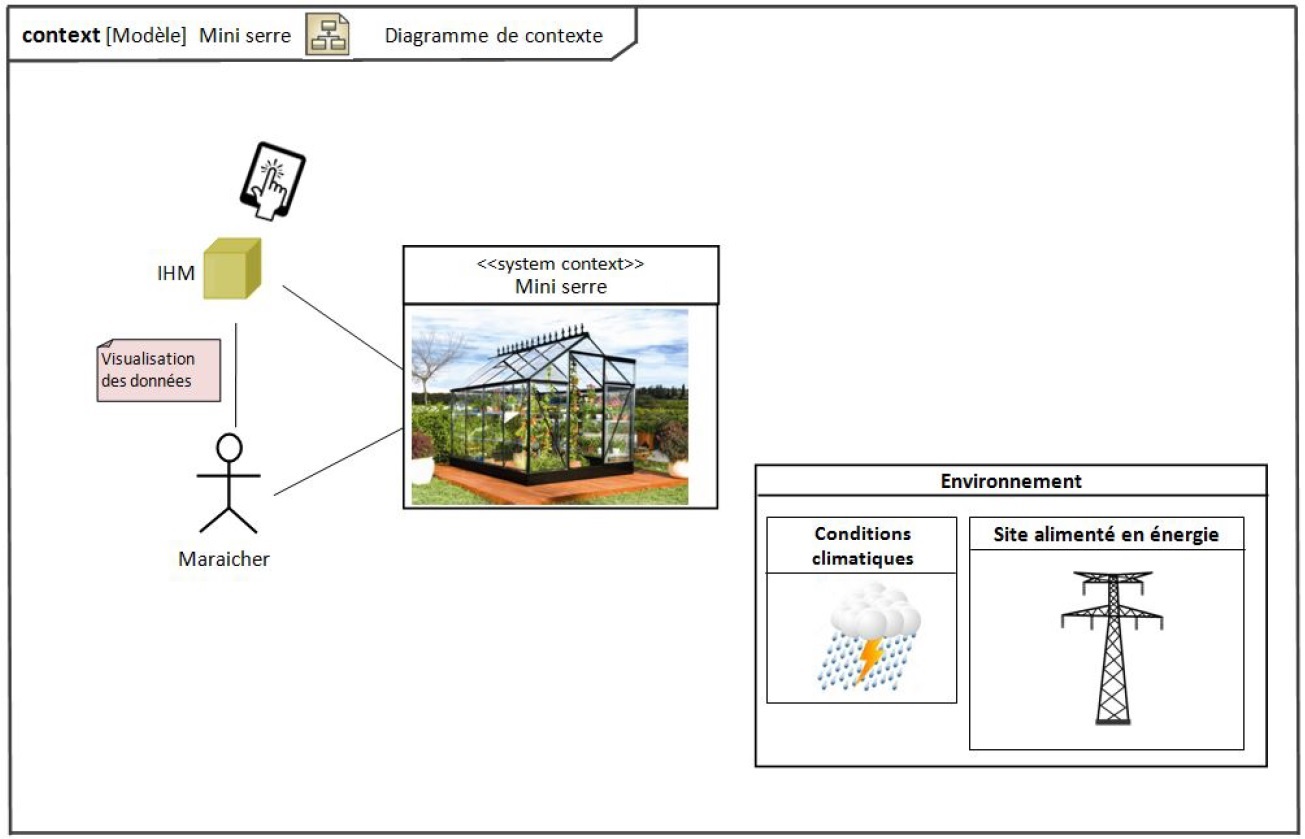 context [Modèle] Mini serre Diagramme de contexte
IHM
<<system context>>
Mini serre
Visualisation
des données
Maraicher
Environnement
Conditions
climatiques
Site alimenté en énergie